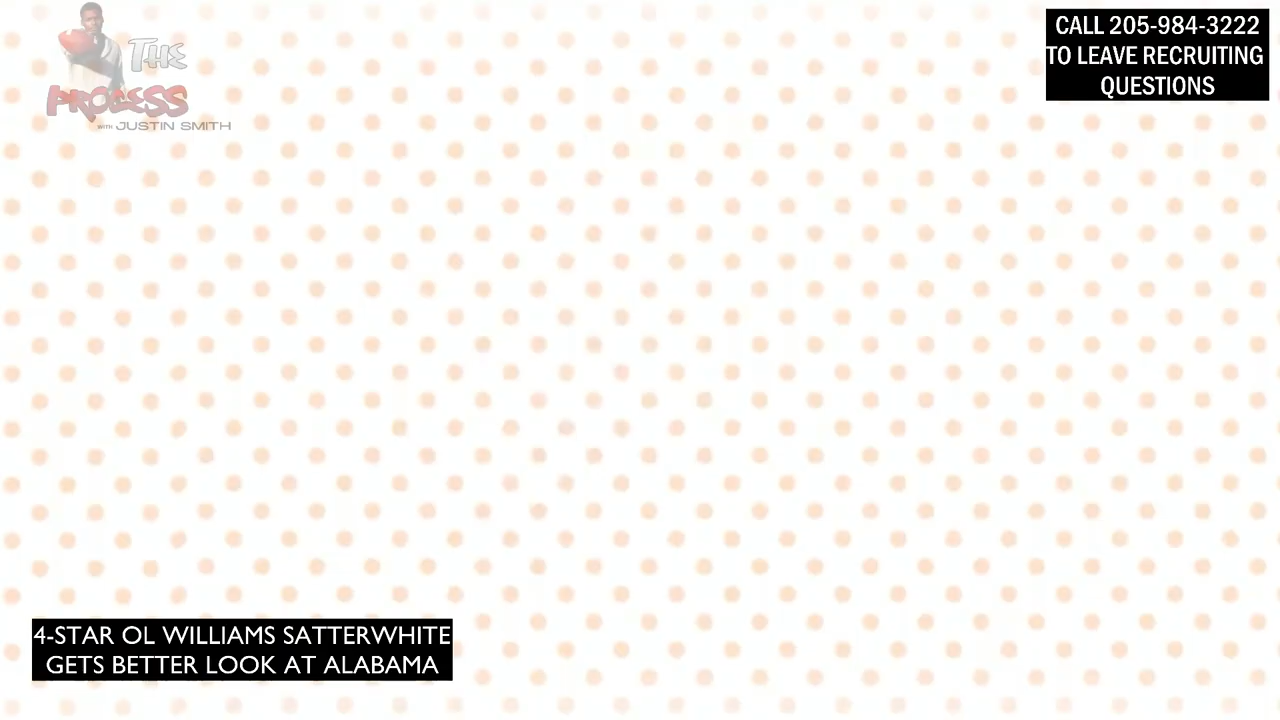 THE
PROCESS
WITH JUSTIN SMITH
CALL 205-984-3222
TO LEAVE RECRUITING
QUESTIONS
4-STAR OL WILLIAMS SATTERWHITE
GETS BETTER LOOK AT ALABAMA